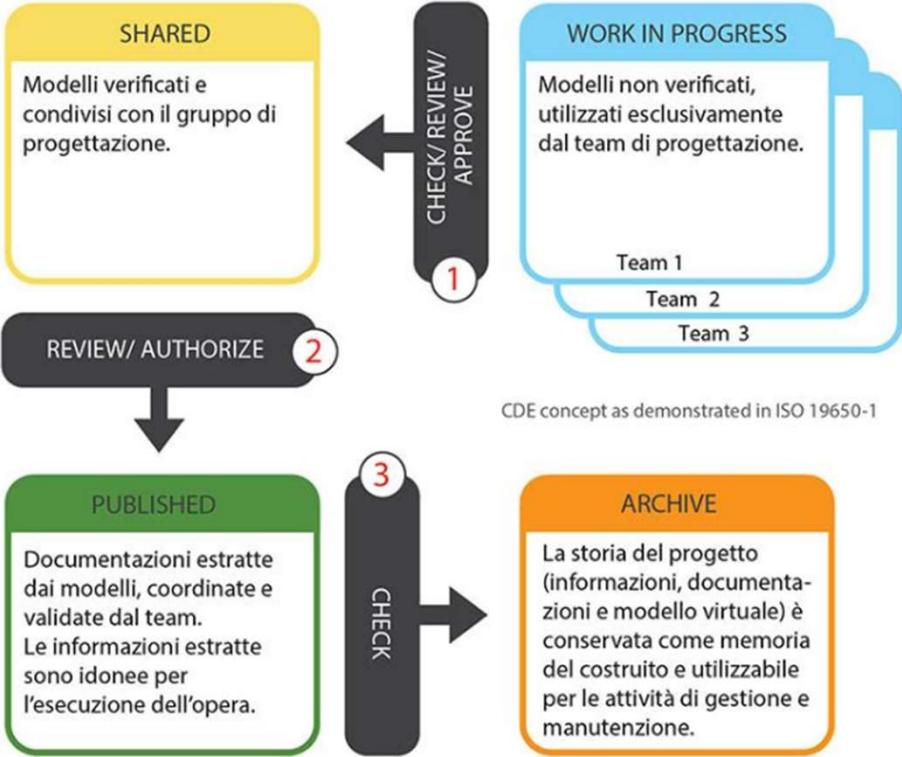 SHARED
Modelli verificati e
condivisi con il gruppo di
progettazione.
CHECK/ REVIEW/
APPROVE
1
WORK IN PROGRESS
Modelli non verificati,
utilizzati esclusivamente
dal team di progettazione.
Team 1
Team 2
Team 3
REVIEW/ AUTHORIZE
2
CDE concept as demonstrated in ISO 19650-1
PUBLISHED
Documentazioni estratte
dai modelli, coordinate e
validate dal team.
Le informazioni estratte
sono idonee per
l'esecuzione dell'opera.
3
CHECK
ARCHIVE
La storia del progetto
(informazioni, documenta-
zioni e modello virtuale) è
conservata come memoria
del costruito e utilizzabile
per le attività di gestione e
manutenzione.